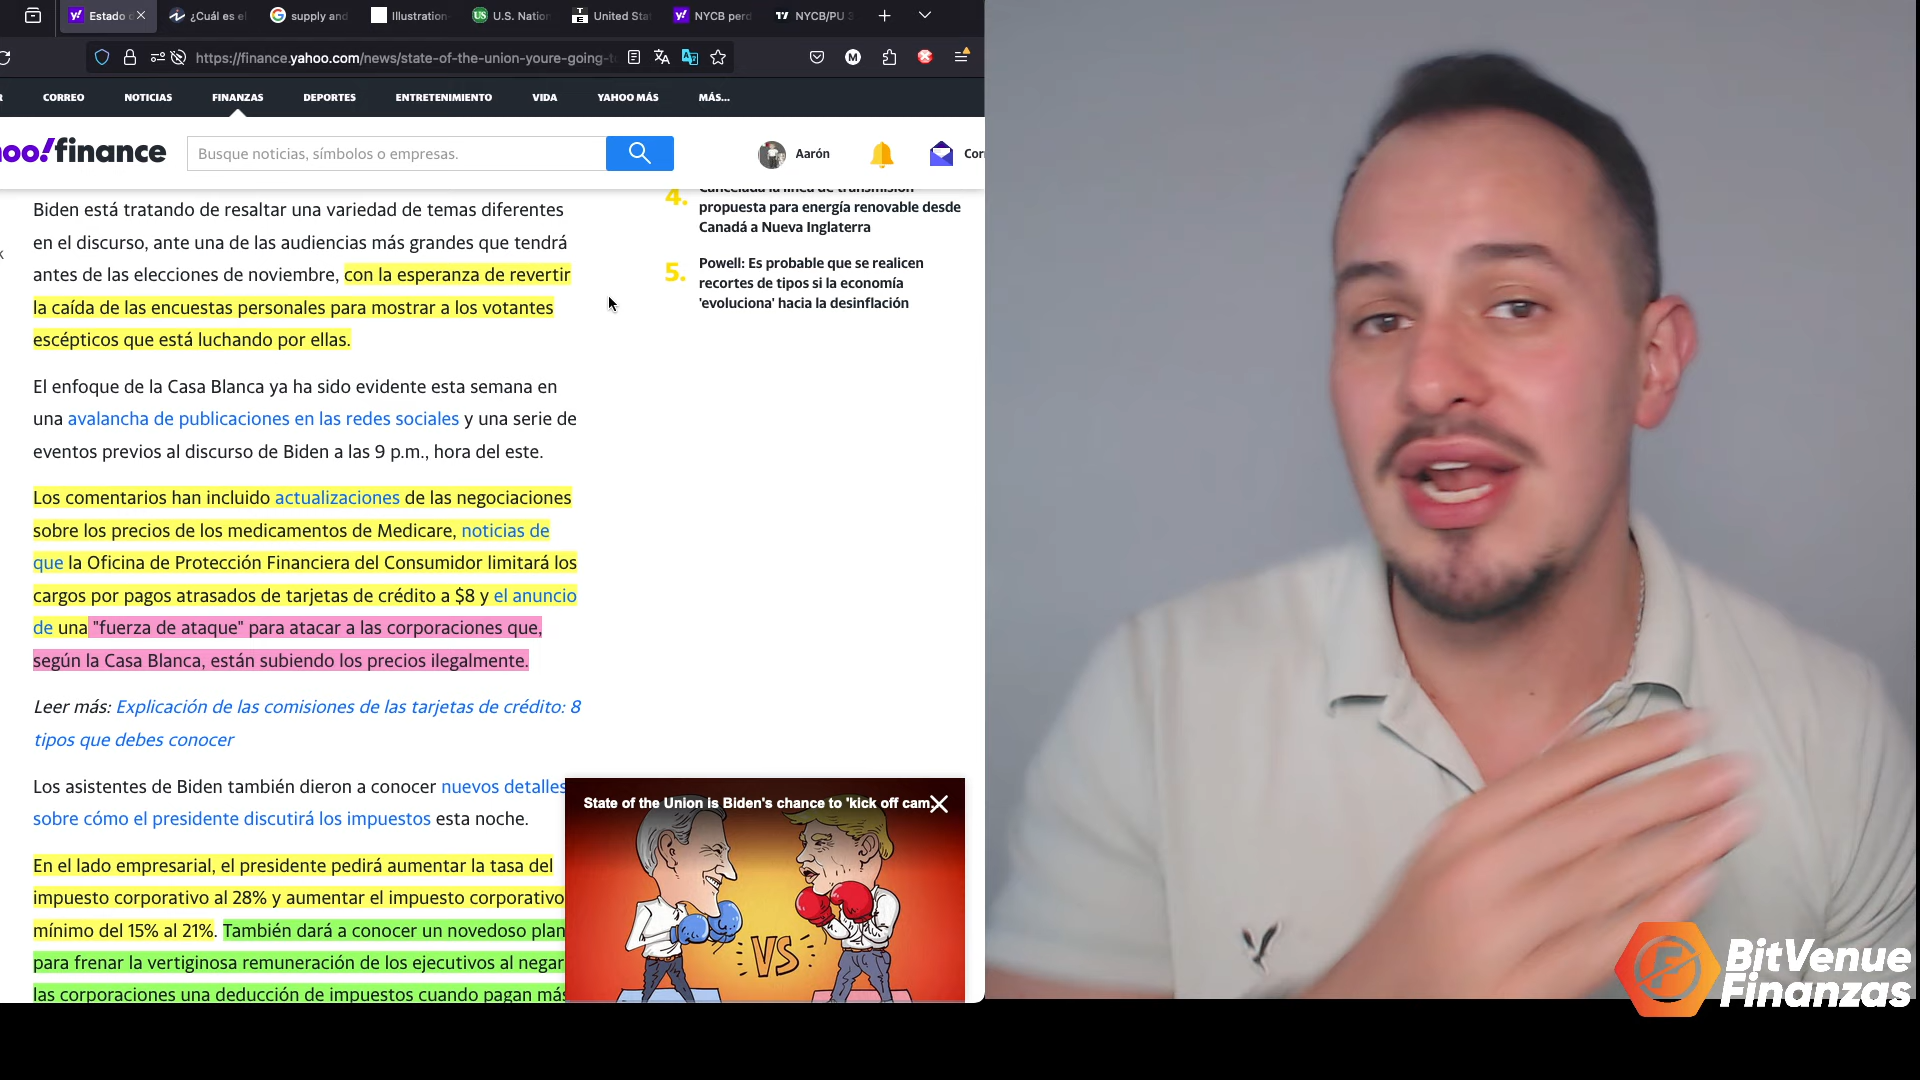 Estado
¿Cuál es el
supply and
Illustration
U.S. Nation
United Sta
NYCB perd
NYCB/PU
https://finance.yahoo.com/news/state-of-the-union-youre-going-t
CORREO
NOTICIAS
FINANZAS
DEPORTES
ENTRETENIMIENTO
VIDA
YAHOO MÁS
MÁS...
oo!finance
Busque noticias, símbolos o empresas.
Aarón
Cor
Biden está tratando de resaltar una variedad de temas diferentes
en el discurso, ante una de las audiencias más grandes que tendrá
antes de las elecciones de noviembre, con la esperanza de revertir
la caída de las encuestas personales para mostrar a los votantes
escépticos que está luchando por ellas.
El enfoque de la Casa Blanca ya ha sido evidente esta semana en
una avalancha de publicaciones en las redes sociales y una serie de
eventos previos al discurso de Biden a las 9 p.m., hora del este.
Los comentarios han incluido actualizaciones de las negociaciones
sobre los precios de los medicamentos de Medicare, noticias de
que la Oficina de Protección Financiera del Consumidor limitará los
cargos por pagos atrasados de tarjetas de crédito a $8 y el anuncio
de una "fuerza de ataque" para atacar a las corporaciones que,
según la Casa Blanca, están subiendo los precios ilegalmente.
Leer más: Explicación de las comisiones de las tarjetas de crédito: 8
tipos que debes conocer
Los asistentes de Biden también dieron a conocer nuevos detalles
sobre cómo el presidente discutirá los impuestos esta noche.
En el lado empresarial, el presidente pedirá aumentar la tasa del
impuesto corporativo al 28% y aumentar el impuesto corporativo
mínimo del 15% al 21%. También dará a conocer un novedoso plan
para frenar la vertiginosa remuneración de los ejecutivos al negar
las corporaciones una deducción de impuestos cuando pagan más
4. Cancelada la línea de transmisión
propuesta para energía renovable desde
Canadá a Nueva Inglaterra
5. Powell: Es probable que se realicen
recortes de tipos si la economía
'evoluciona' hacia la desinflación
State of the Union is Biden's chance to 'kick off cam
VS
BitVenue
Finanzas